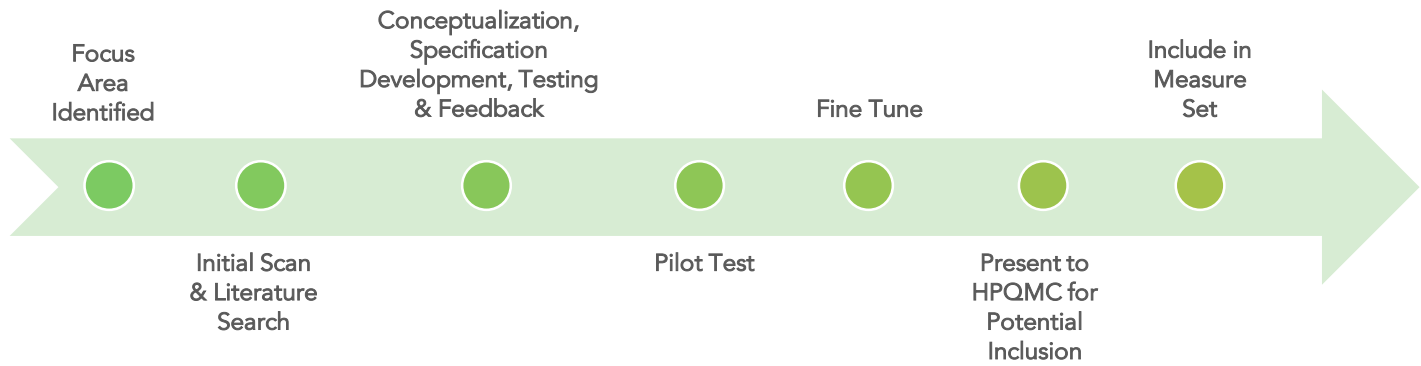 Focus
Area
Identified
Initial Scan
& Literature
Search
Conceptualization,
Specification
Development, Testing
& Feedback
Pilot Test
Fine Tune
Present to
HPQMC for
Potential
Inclusion
Include in
Measure
Set